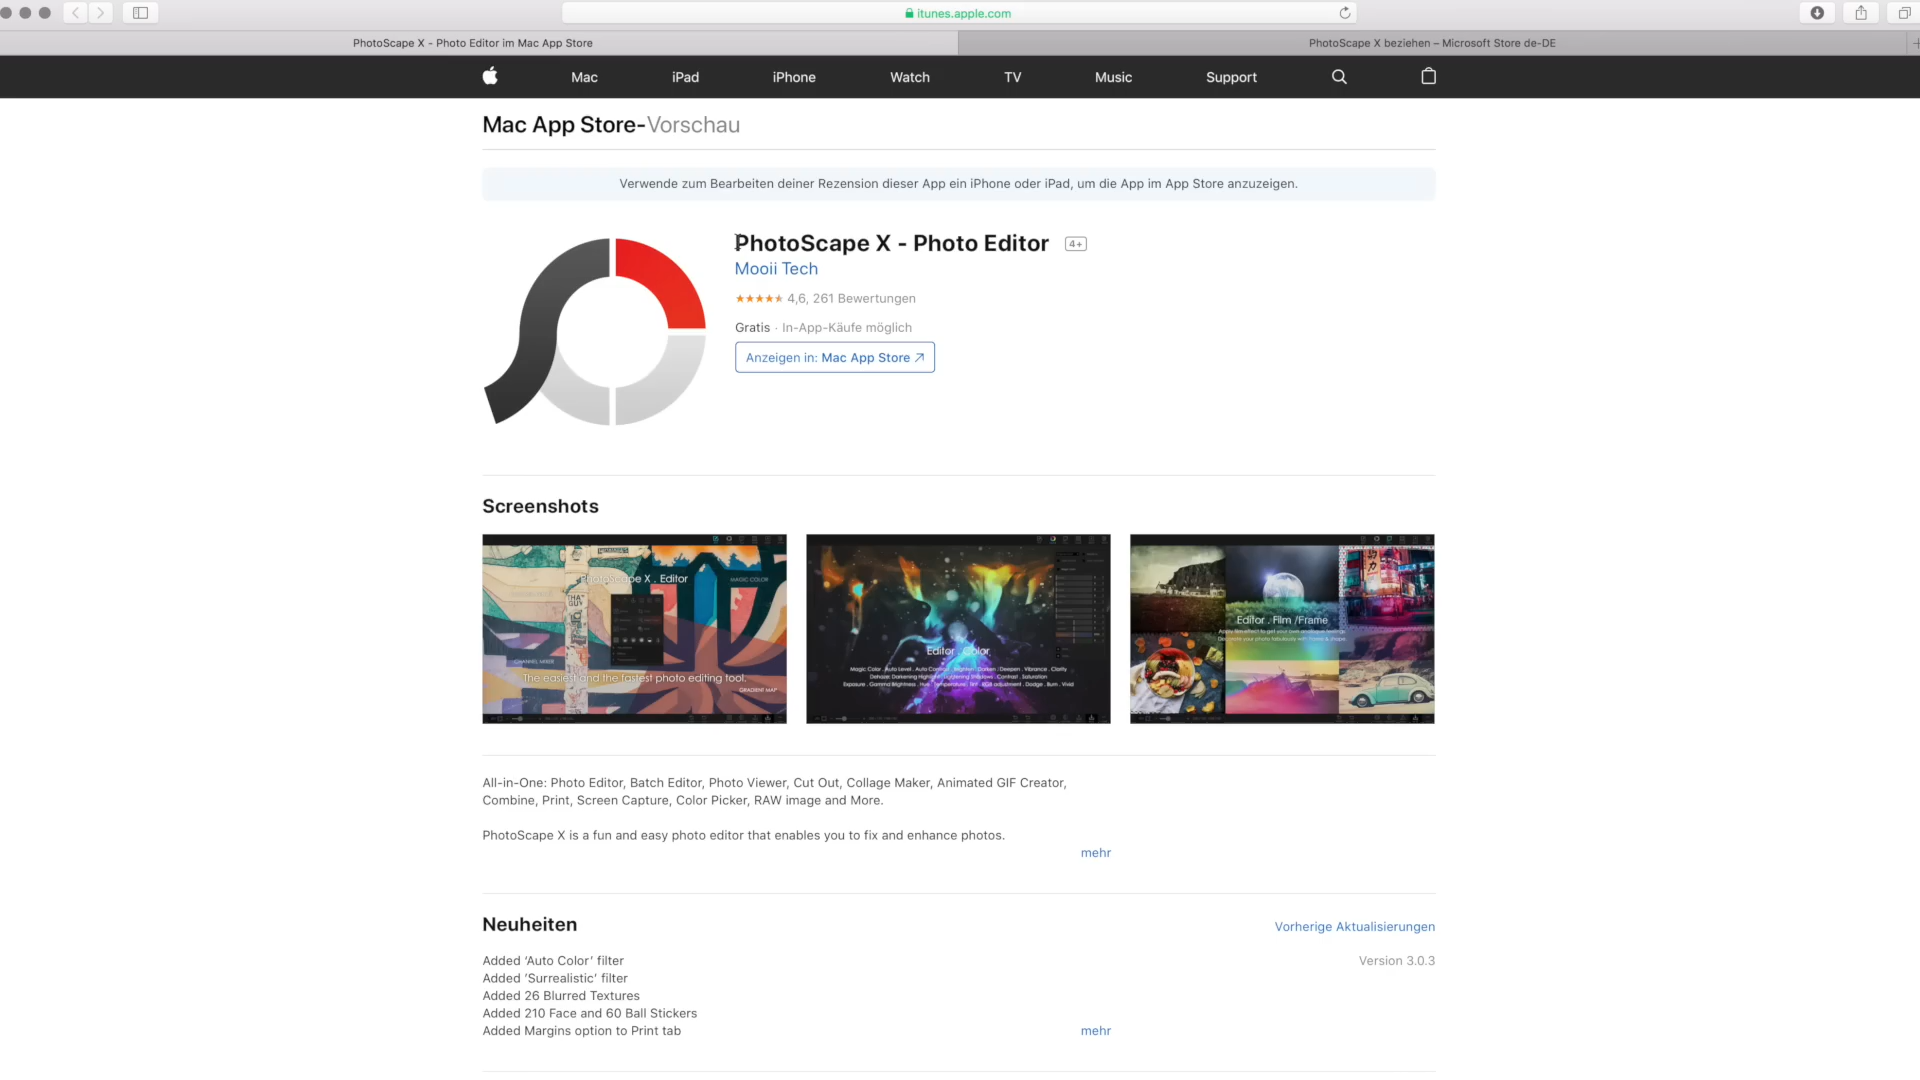 itunes.apple.com
PhotoScape X - Photo Editor im Mac App Store
PhotoScape X beziehen – Microsoft Store de-DE
Mac
iPad
iPhone
Watch
TV
Music
Support
Mac App Store-Vorschau
Verwende zum Bearbeiten deiner Rezension dieser App ein iPhone oder iPad, um die App im App Store anzuzeigen.
PhotoScape X - Photo Editor 4+
Mooii Tech
★★★★★ 4,6, 261 Bewertungen
Gratis · In-App-Käufe möglich
Anzeigen in: Mac App Store ↗
Screenshots
PhotoScape X . Editor
MAGIC COLOR
CHANNEL MIXER
The easiest and the fastest photo editing tool.
GRADIENT MAP
Editor . Color
Editor . Film /Frame
All-in-One: Photo Editor, Batch Editor, Photo Viewer, Cut Out, Collage Maker, Animated GIF Creator,
Combine, Print, Screen Capture, Color Picker, RAW image and More.
PhotoScape X is a fun and easy photo editor that enables you to fix and enhance photos.
mehr
Neuheiten
Vorherige Aktualisierungen
Added ‘Auto Color’ filter
Version 3.0.3
Added ‘Surrealistic’ filter
Added 26 Blurred Textures
Added 210 Face and 60 Ball Stickers
Added Margins option to Print tab
mehr